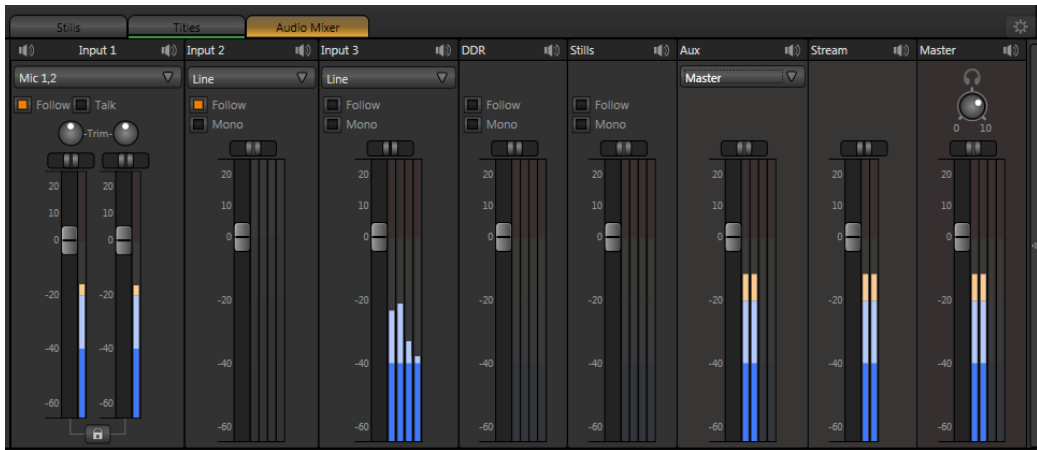 Stills Titles Audio Mixer
Input 1 Input 2 Input 3 DDR Stills Aux Stream Master
Mic 1,2 Line Line Master
Follow Talk Follow Follow Follow Follow
Mono Mono Mono Mono
-Trim- 0 10
20 20 20 20 20 20 20 20 20
10 10 10 10 10 10 10 10 10
0 0 0 0 0 0 0 0 0
-20 -20 -20 -20 -20 -20 -20 -20 -20
-40 -40 -40 -40 -40 -40 -40 -40 -40
-60 -60 -60 -60 -60 -60 -60 -60 -60